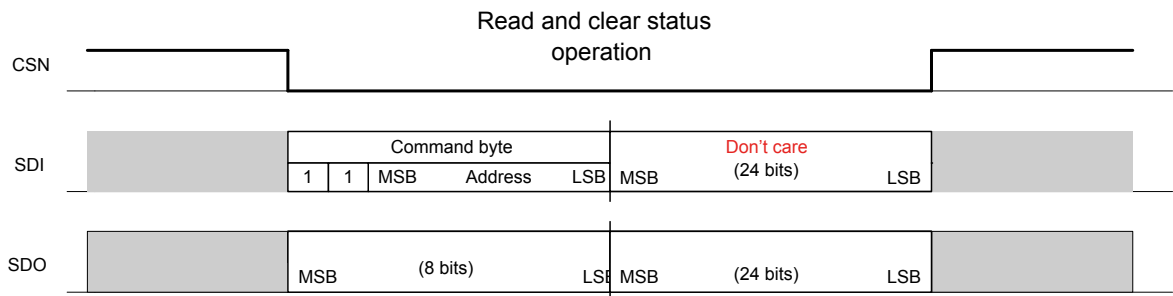 Read and clear status
operation
CSN
SDI
Command byte
1 1 MSB Address LSB
Don't care
(24 bits)
MSB LSB
SDO
MSB (8 bits) LSB
MSB (24 bits) LSB